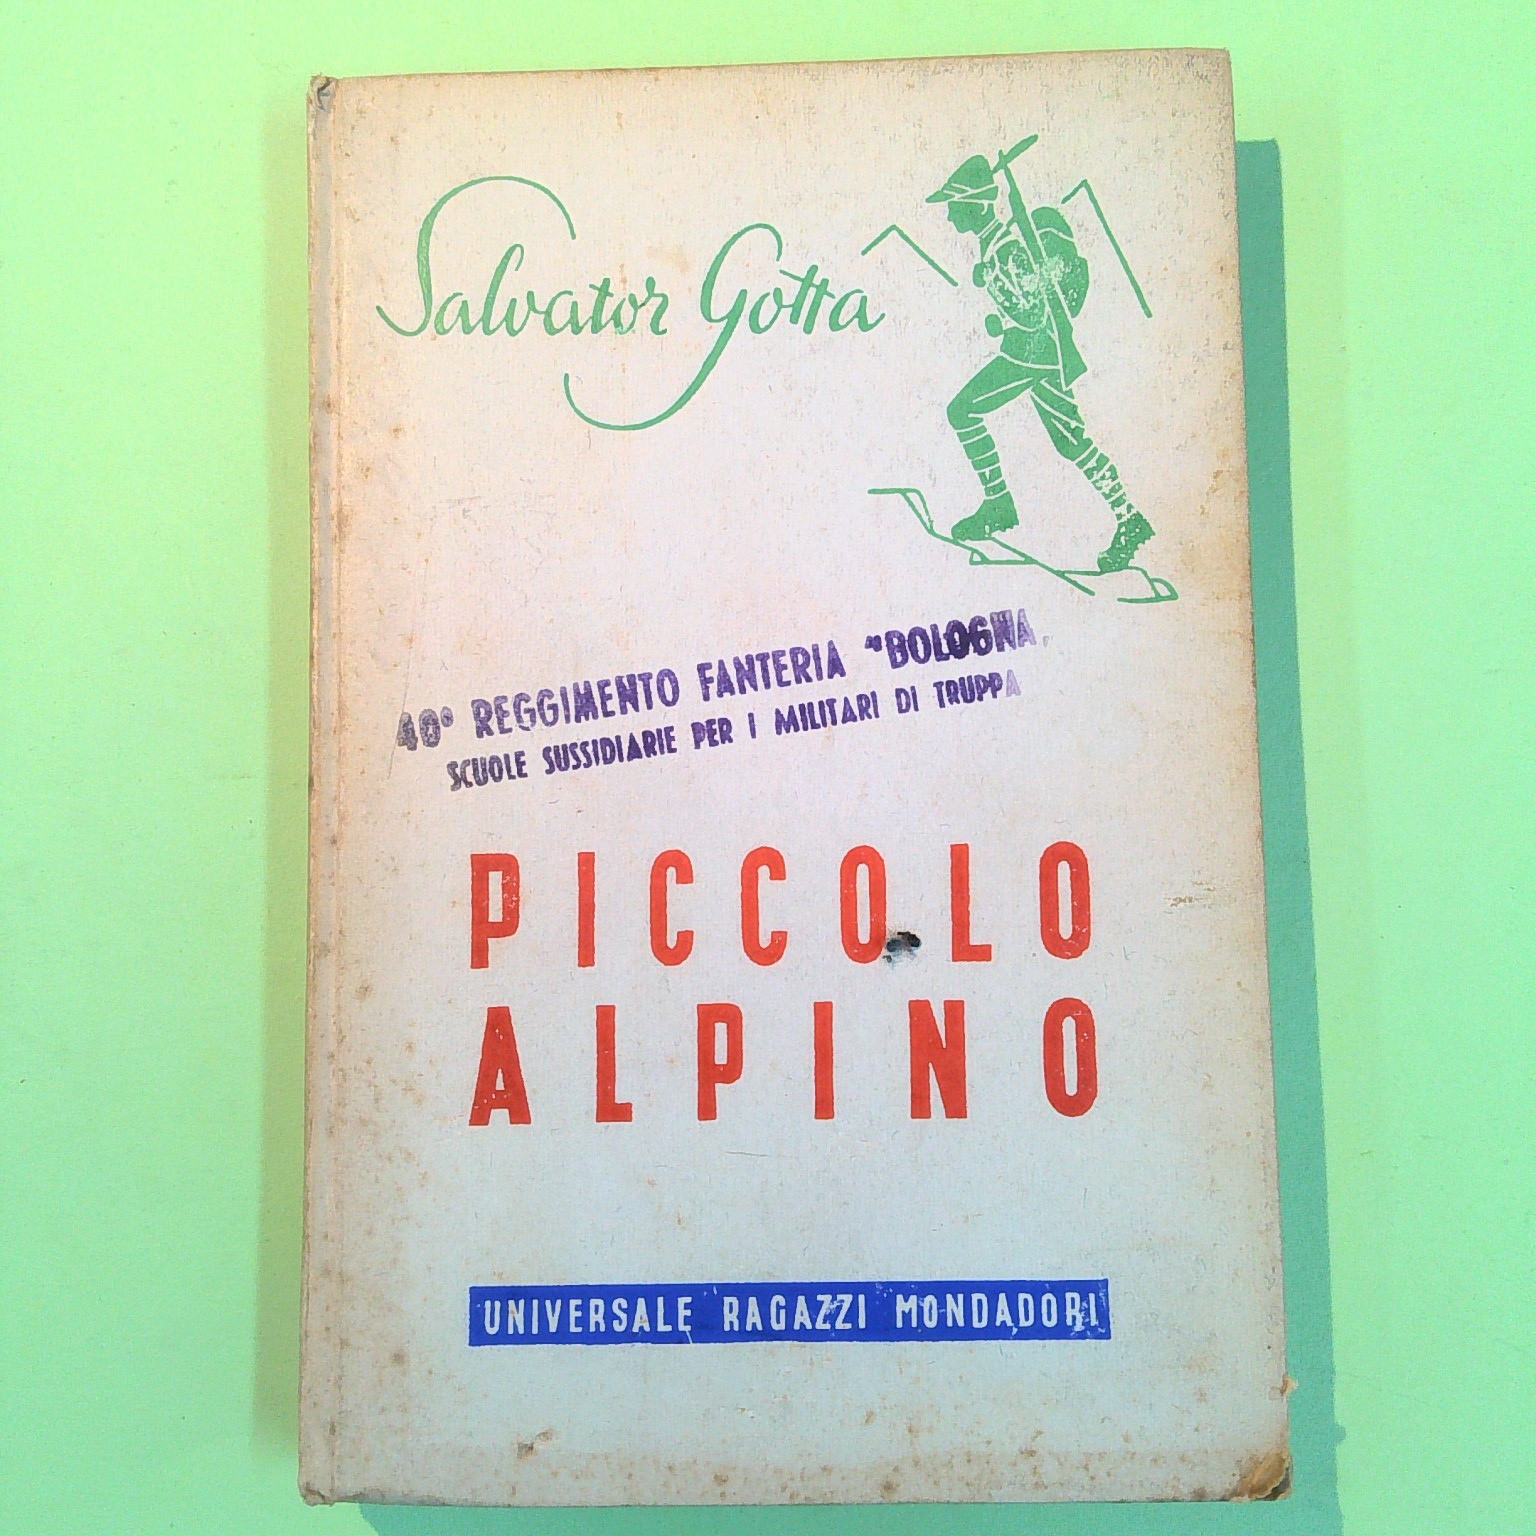 Salvator Gotta
40° REGGIMENTO FANTERIA "BOLOGNA,
SCUOLE SUSSIDIARIE PER I MILITARI DI TRUPPA
PICCOLO
ALPINO
UNIVERSALE RAGAZZI MONDADORI